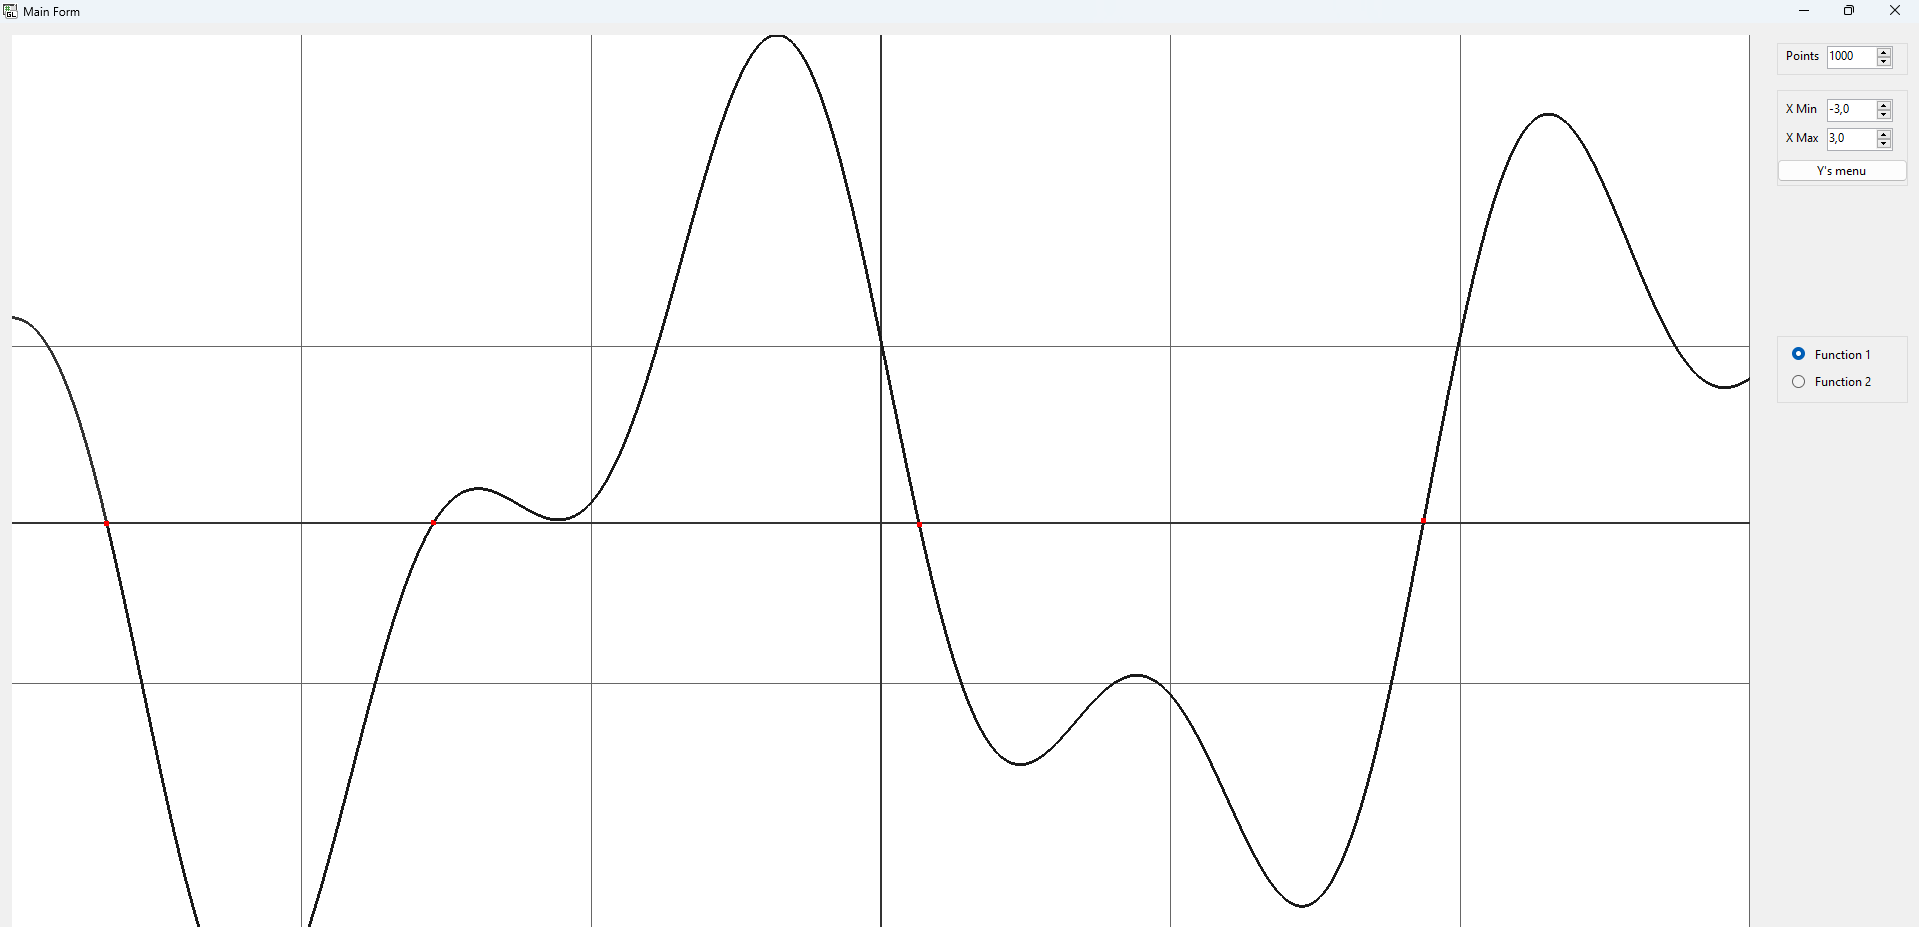 Main Form
Points 1000
X Min -3,0
X Max 3,0
Y's menu
Function 1
Function 2